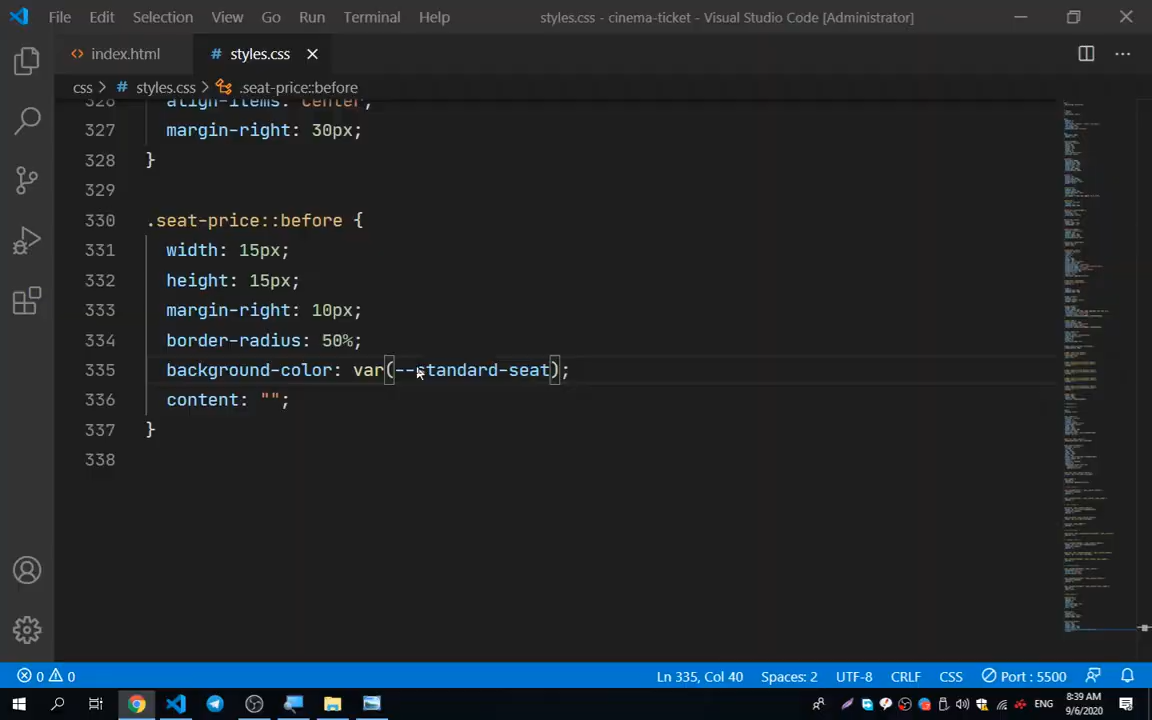 File Edit Selection View Go Run Terminal Help styles.css - cinema-ticket - Visual Studio Code [Administrator]
<> index.html # styles.css
css > # styles.css > .seat-price::before
326 align-items: center;
327 margin-right: 30px;
328 }
329
330 .seat-price::before {
331 width: 15px;
332 height: 15px;
333 margin-right: 10px;
334 border-radius: 50%;
335 background-color: var(--standard-seat);
336 content: "";
337 }
338
0 0 Ln 335, Col 40 Spaces: 2 UTF-8 CRLF CSS Port : 5500
ENG 8:39 AM
9/6/2020